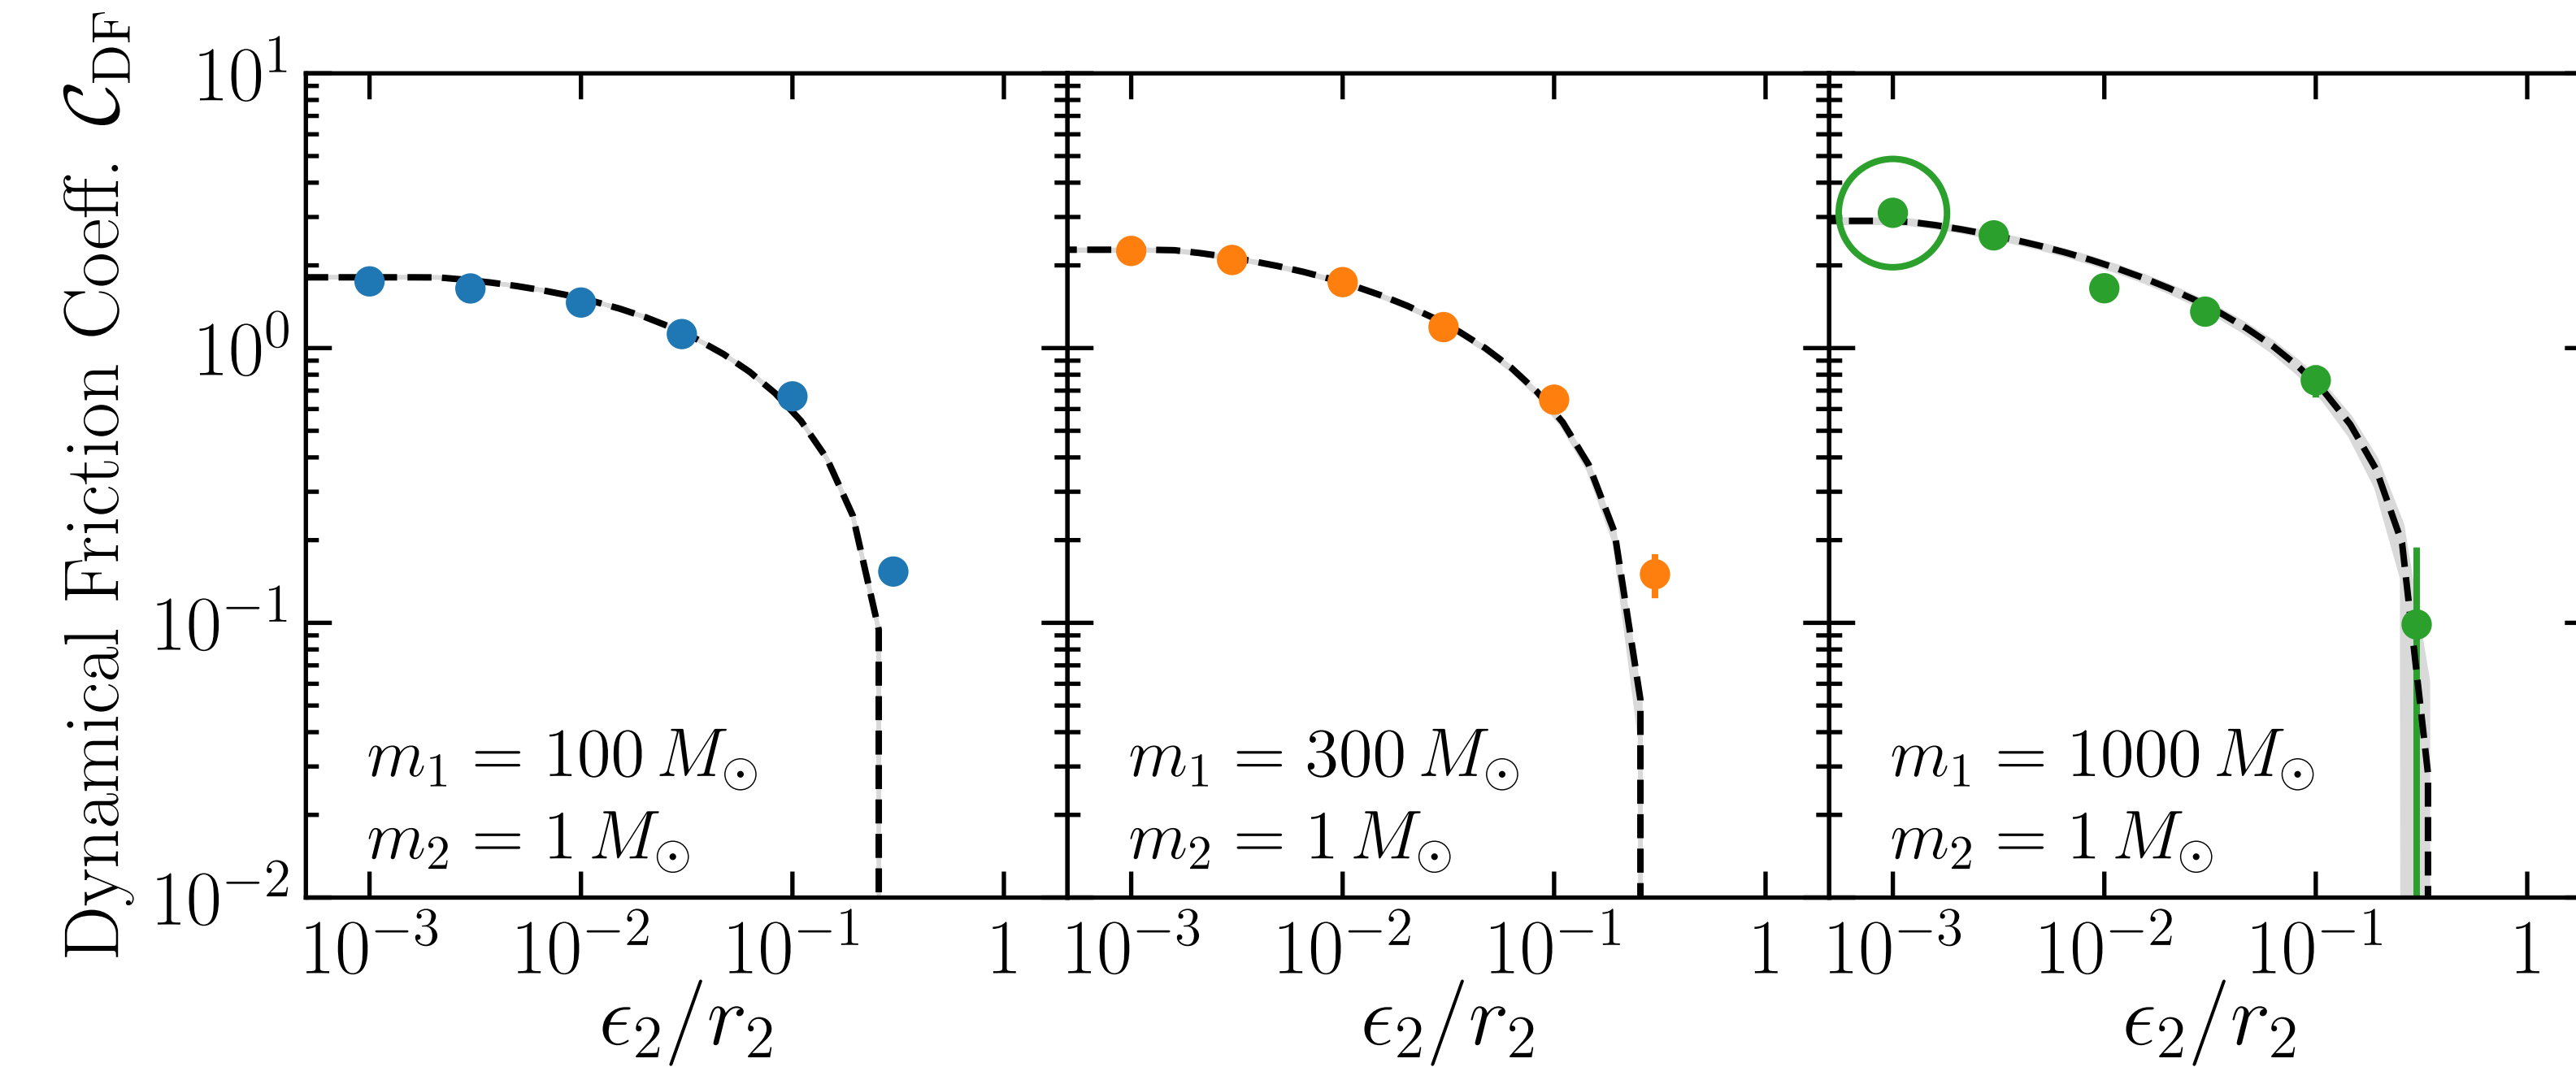 Dynamical Friction Coeff. 𝒞_DF
10^1
10^0
10^−1
10^−2
m_1 = 100 M_⊙
m_2 = 1 M_⊙
m_1 = 300 M_⊙
m_2 = 1 M_⊙
m_1 = 1000 M_⊙
m_2 = 1 M_⊙
10^−3 10^−2 10^−1 1 10^−3 10^−2 10^−1 1 10^−3 10^−2 10^−1 1
ϵ_2/r_2 ϵ_2/r_2 ϵ_2/r_2